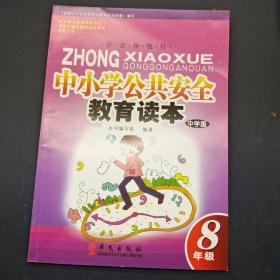 安全伴我行
ZHONG XIAOXUE
GONGGONGANQUAN
中小学公共安全
教育读本
中学版
本书编写组 编著
8
年级
华文出版社